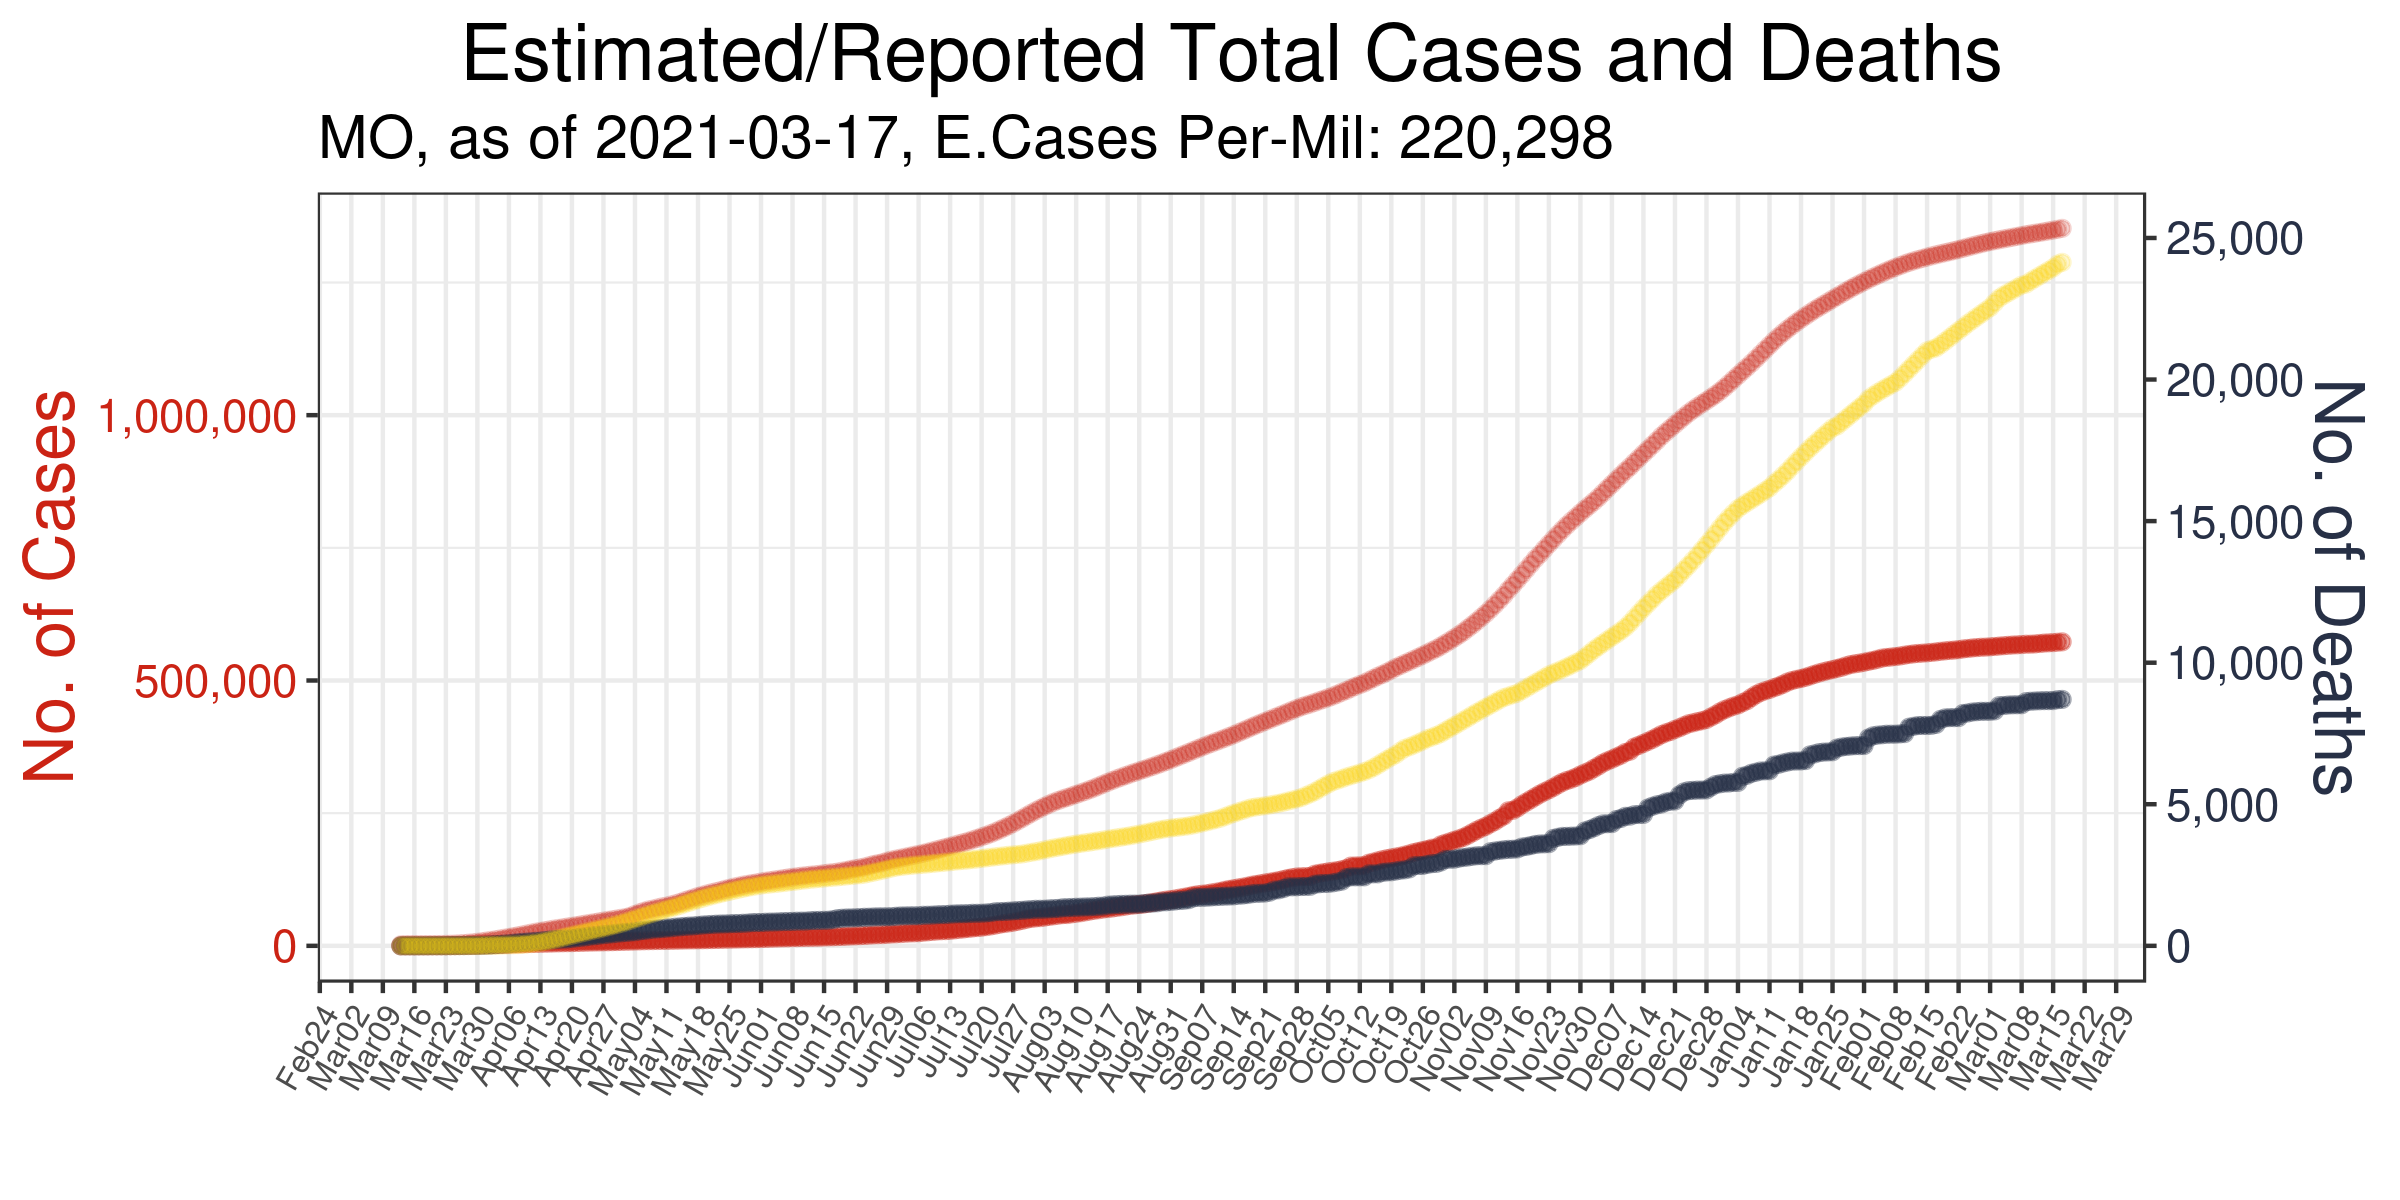 Estimated/Reported Total Cases and Deaths
MO, as of 2021-03-17, E.Cases Per-Mil: 220,298
No. of Cases
1,000,000
500,000
0
25,000
20,000
15,000
10,000
5,000
0
No. of Deaths
Feb24
Mar02
Mar09
Mar16
Mar23
Mar30
Apr06
Apr13
Apr20
Apr27
May04
May11
May18
May25
Jun01
Jun08
Jun15
Jun22
Jun29
Jul06
Jul13
Jul20
Jul27
Aug03
Aug10
Aug17
Aug24
Aug31
Sep07
Sep14
Sep21
Sep28
Oct05
Oct12
Oct19
Oct26
Nov02
Nov09
Nov16
Nov23
Nov30
Dec07
Dec14
Dec21
Dec28
Jan04
Jan11
Jan18
Jan25
Feb01
Feb08
Feb15
Feb22
Mar01
Mar08
Mar15
Mar22
Mar29